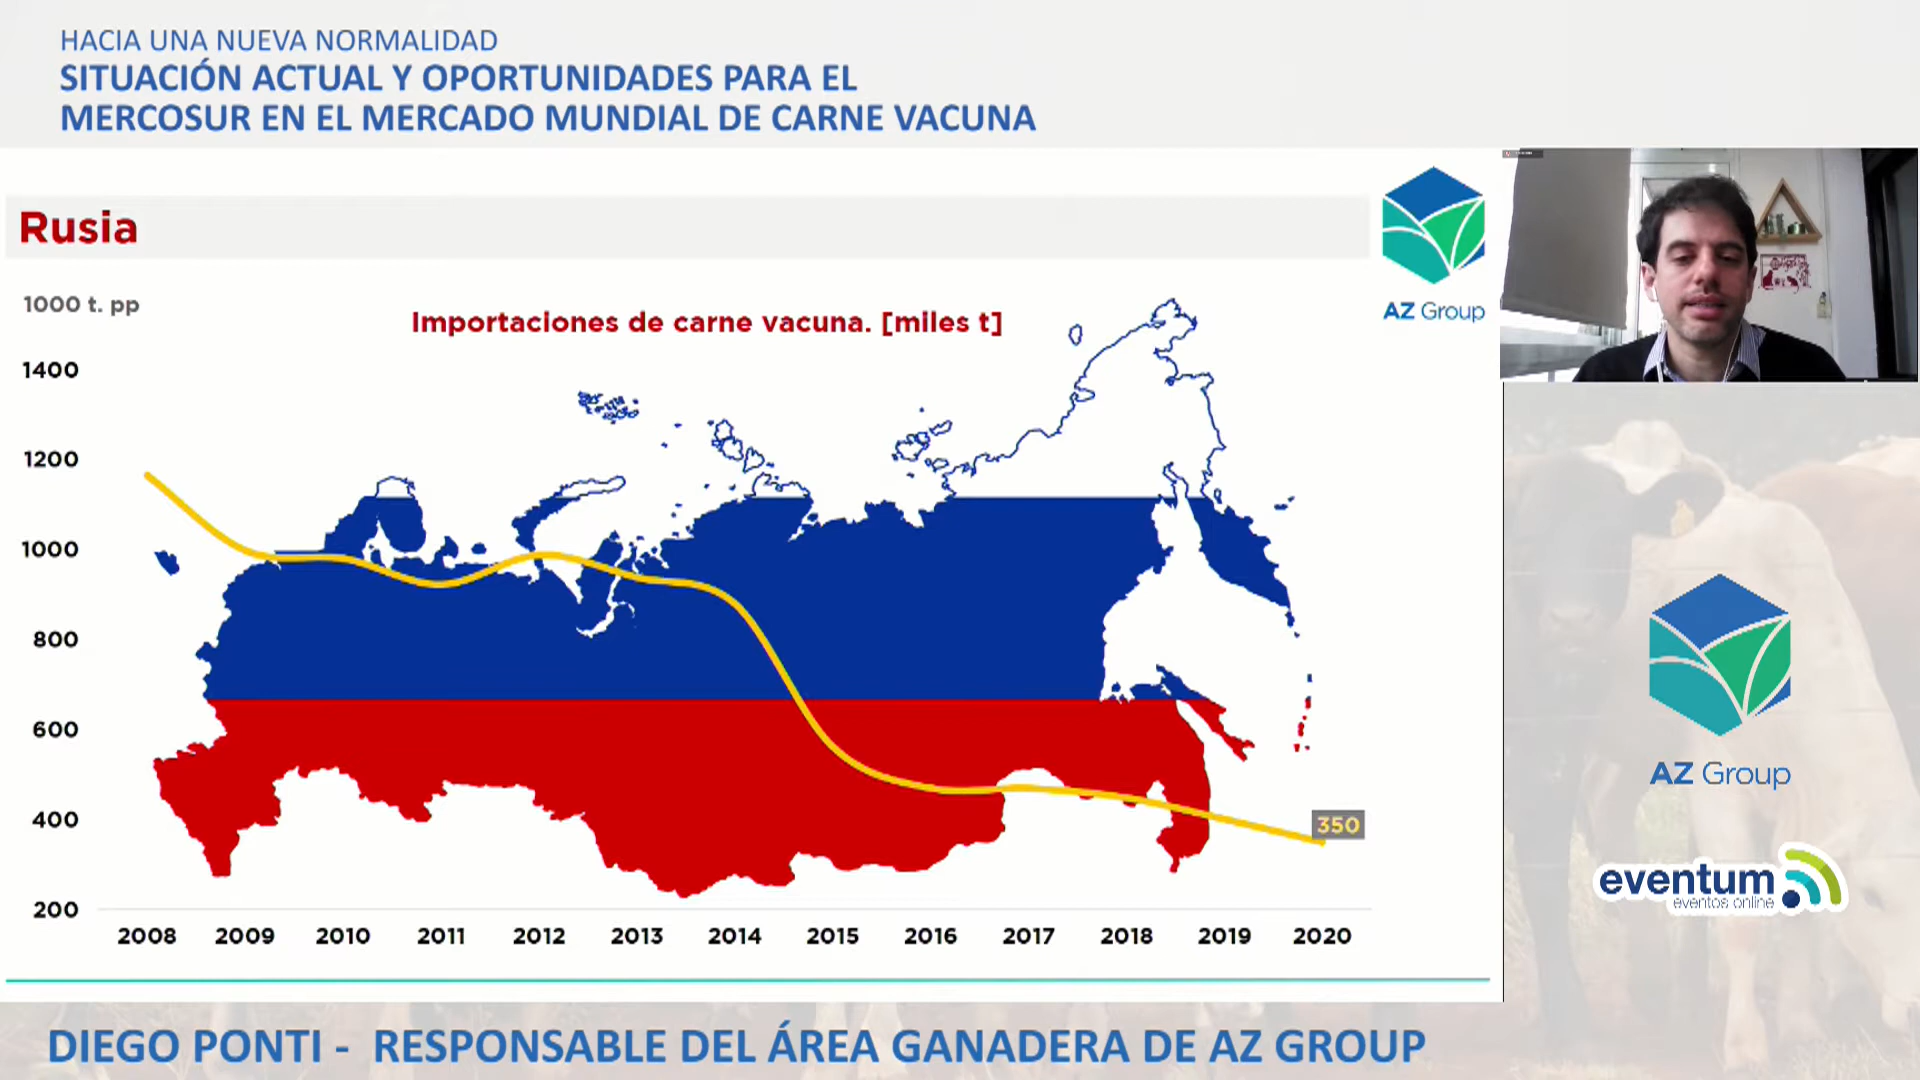 HACIA UNA NUEVA NORMALIDAD
SITUACIÓN ACTUAL Y OPORTUNIDADES PARA EL
MERCOSUR EN EL MERCADO MUNDIAL DE CARNE VACUNA
Rusia
AZ Group
1000 t. pp
Importaciones de carne vacuna. [miles t]
1400
1200
1000
800
600
400
200
350
2008 2009 2010 2011 2012 2013 2014 2015 2016 2017 2018 2019 2020
AZ Group
eventum
eventos online
DIEGO PONTI - RESPONSABLE DEL ÁREA GANADERA DE AZ GROUP